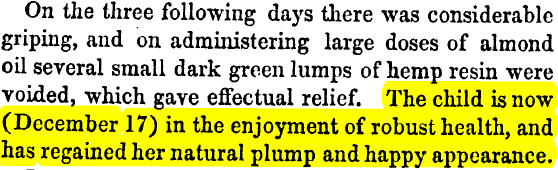 On the three following days there was considerable
griping, and on administering large doses of almond
oil several small dark green lumps of hemp resin were
voided, which gave effectual relief. The child is now
(December 17) in the enjoyment of robust health, and
has regained her natural plump and happy appearance.